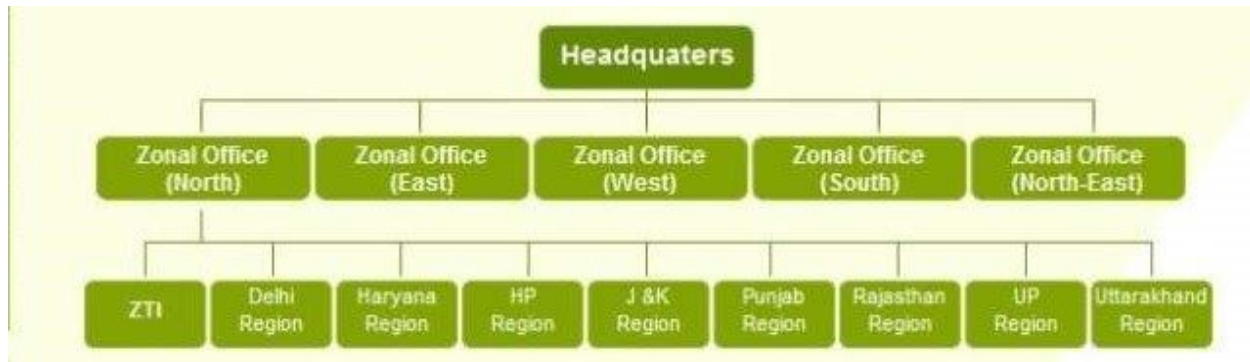 Headquaters
Zonal Office
(North)
Zonal Office
(East)
Zonal Office
(West)
Zonal Office
(South)
Zonal Office
(North-East)
ZTI
Delhi
Region
Haryana
Region
HP
Region
J &K
Region
Punjab
Region
Rajasthan
Region
UP
Region
Uttarakhand
Region